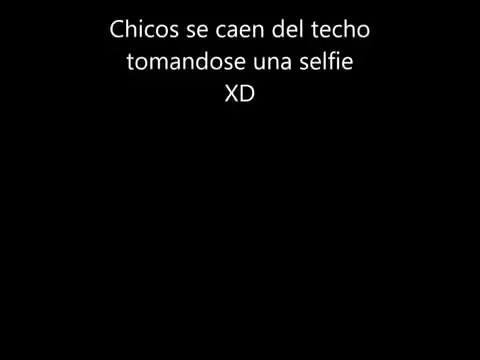 Chicos se caen del techo
tomandose una selfie
XD